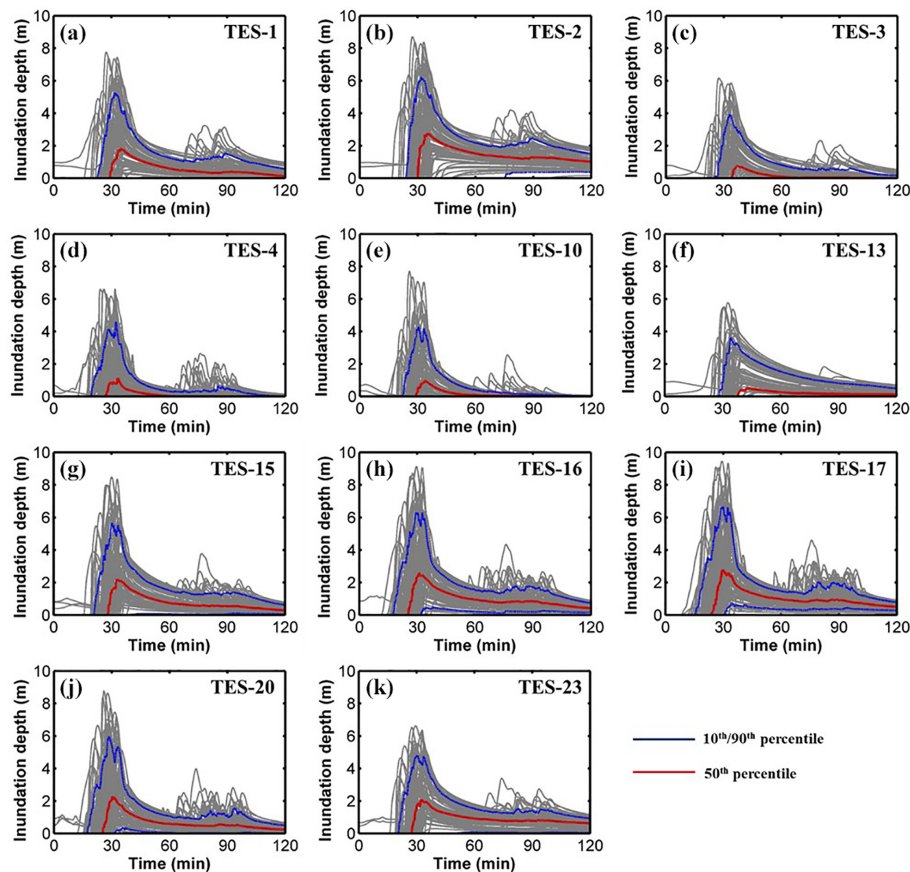 (a) TES-1
Inundation depth (m)
10
8
6
4
2
0
0 30 60 90 120
Time (min)
(b) TES-2
Inundation depth (m)
10
8
6
4
2
0
0 30 60 90 120
Time (min)
(c) TES-3
Inundation depth (m)
10
8
6
4
2
0
0 30 60 90 120
Time (min)
(d) TES-4
Inundation depth (m)
10
8
6
4
2
0
0 30 60 90 120
Time (min)
(e) TES-10
Inundation depth (m)
10
8
6
4
2
0
0 30 60 90 120
Time (min)
(f) TES-13
Inundation depth (m)
10
8
6
4
2
0
0 30 60 90 120
Time (min)
(g) TES-15
Inundation depth (m)
10
8
6
4
2
0
0 30 60 90 120
Time (min)
(h) TES-16
Inundation depth (m)
10
8
6
4
2
0
0 30 60 90 120
Time (min)
(i) TES-17
Inundation depth (m)
10
8
6
4
2
0
0 30 60 90 120
Time (min)
(j) TES-20
Inundation depth (m)
10
8
6
4
2
0
0 30 60 90 120
Time (min)
(k) TES-23
Inundation depth (m)
10
8
6
4
2
0
0 30 60 90 120
Time (min)
10th/90th percentile
50th percentile